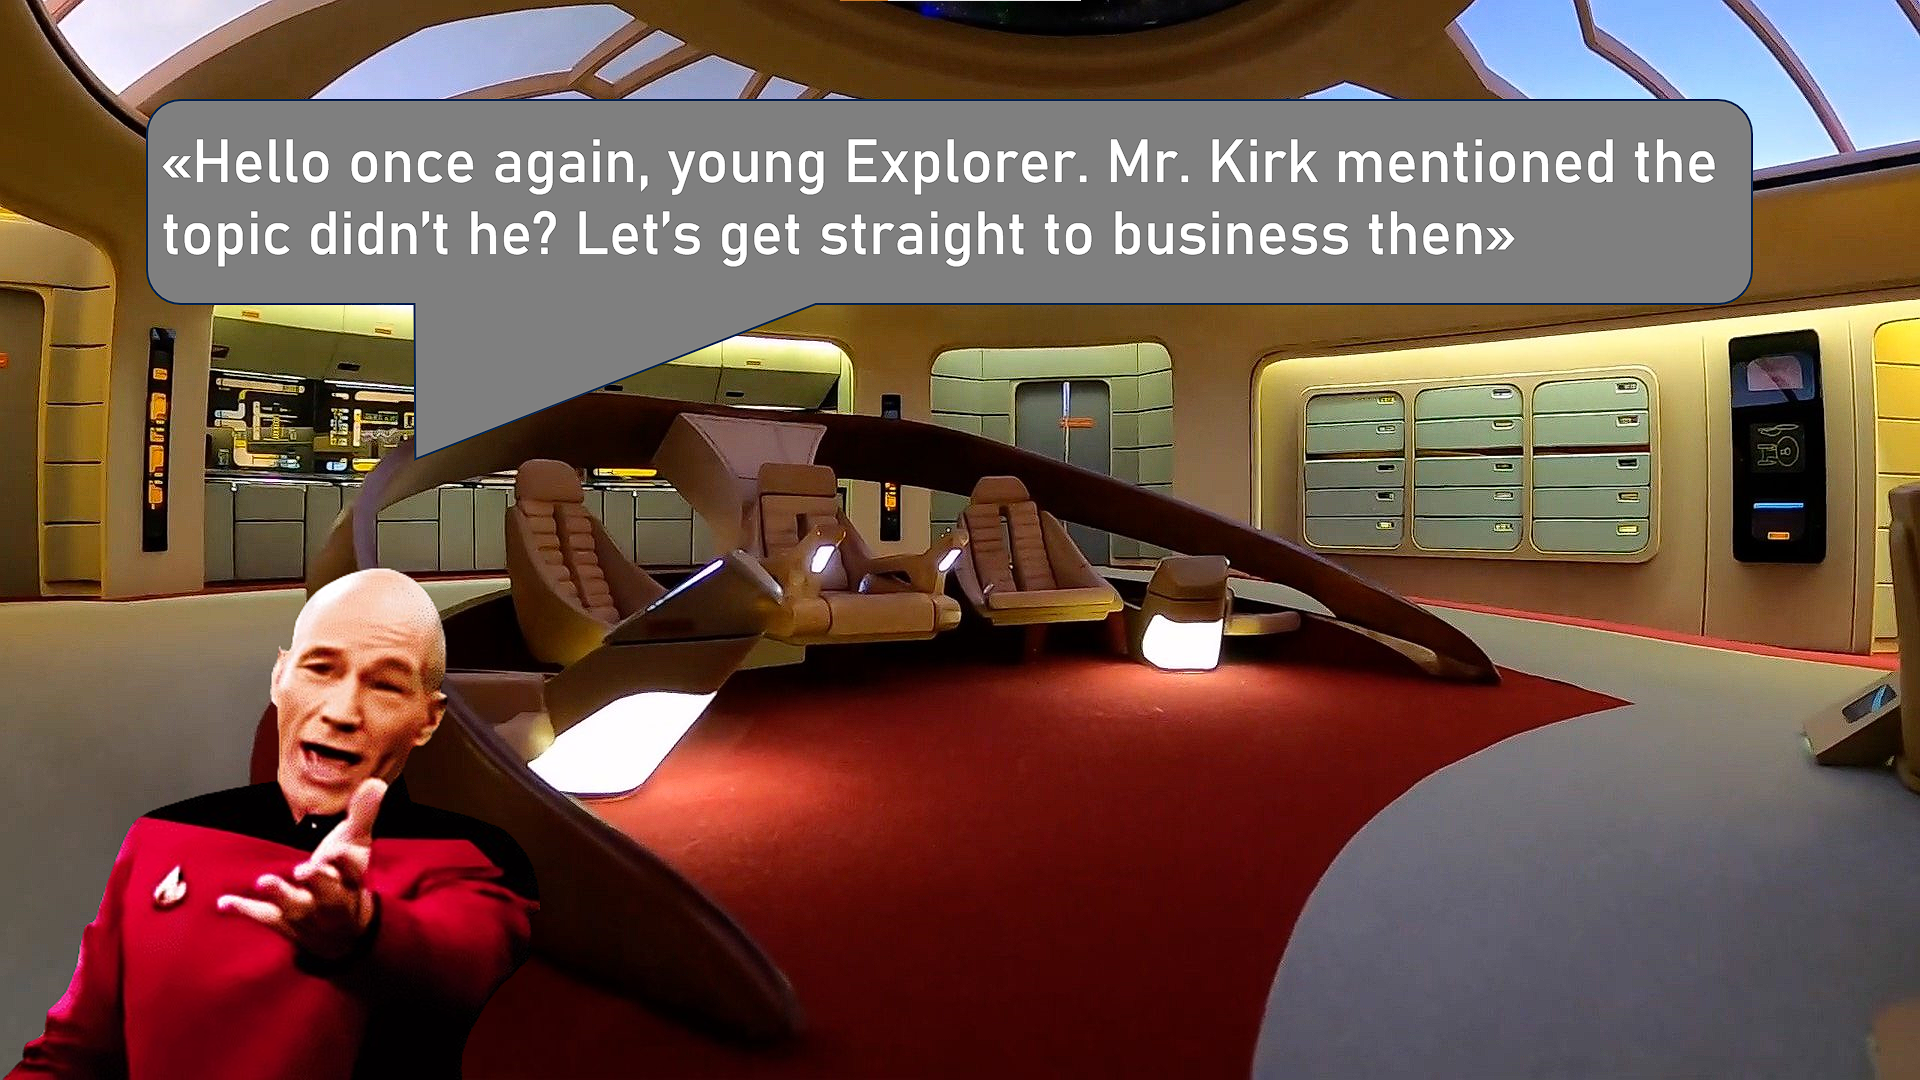 «Hello once again, young Explorer. Mr. Kirk mentioned the
topic didn’t he? Let’s get straight to business then»